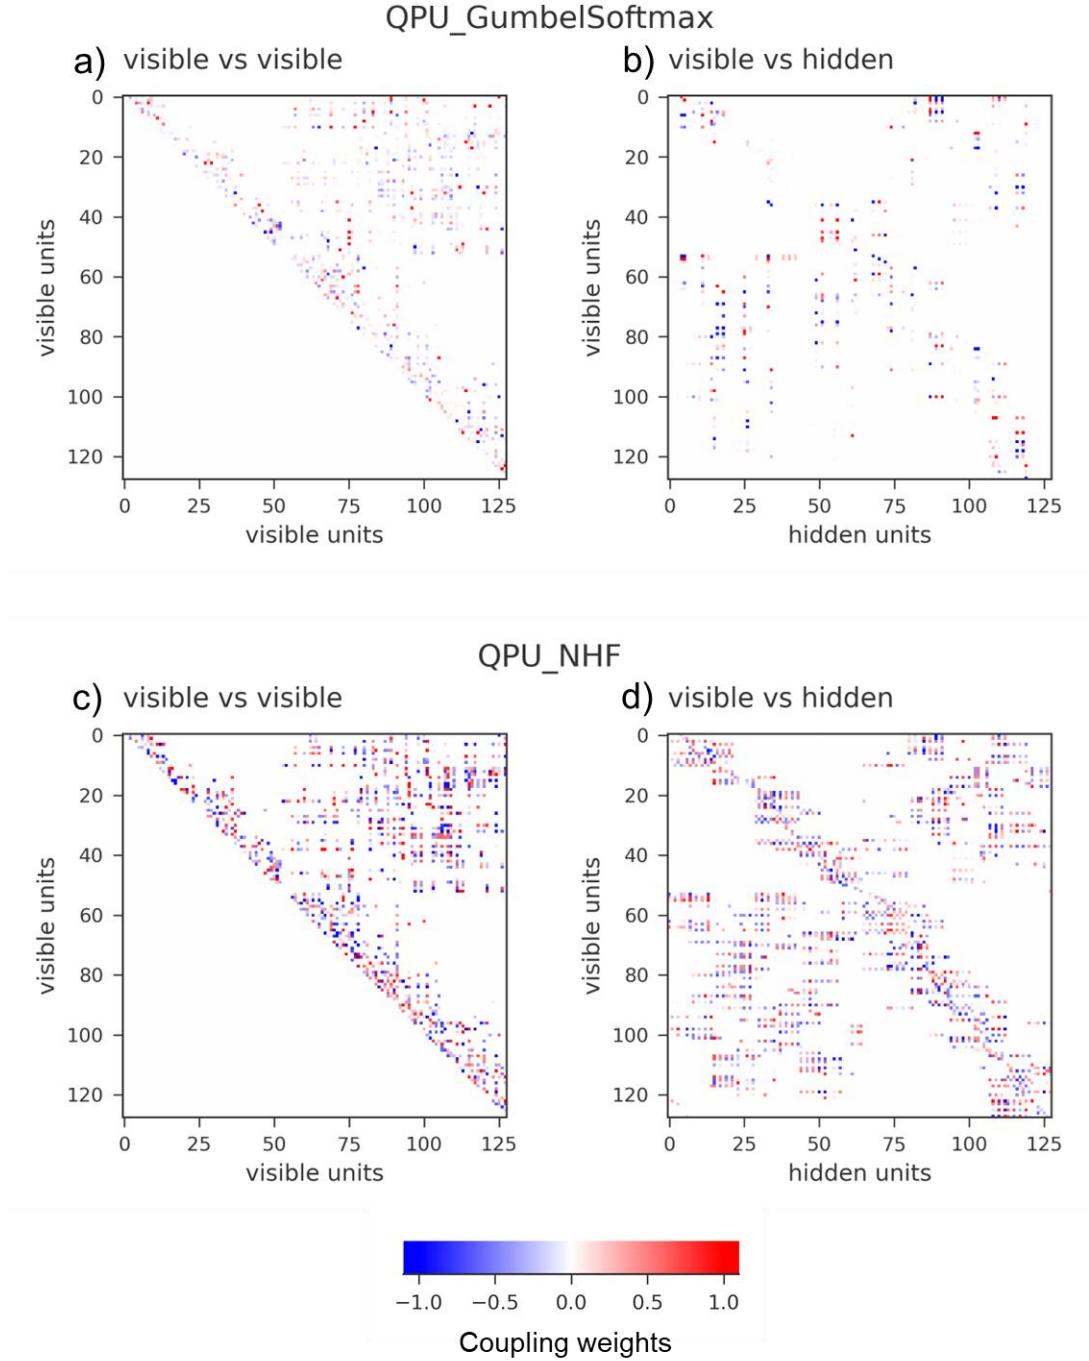 QPU_GumbelSoftmax
a) visible vs visible
b) visible vs hidden
0
20
40
60
80
100
120
visible units
0 25 50 75 100 125
visible units
0
20
40
60
80
100
120
visible units
0 25 50 75 100 125
hidden units
QPU_NHF
c) visible vs visible
d) visible vs hidden
0
20
40
60
80
100
120
visible units
0 25 50 75 100 125
visible units
0
20
40
60
80
100
120
visible units
0 25 50 75 100 125
hidden units
−1.0 −0.5 0.0 0.5 1.0
Coupling weights